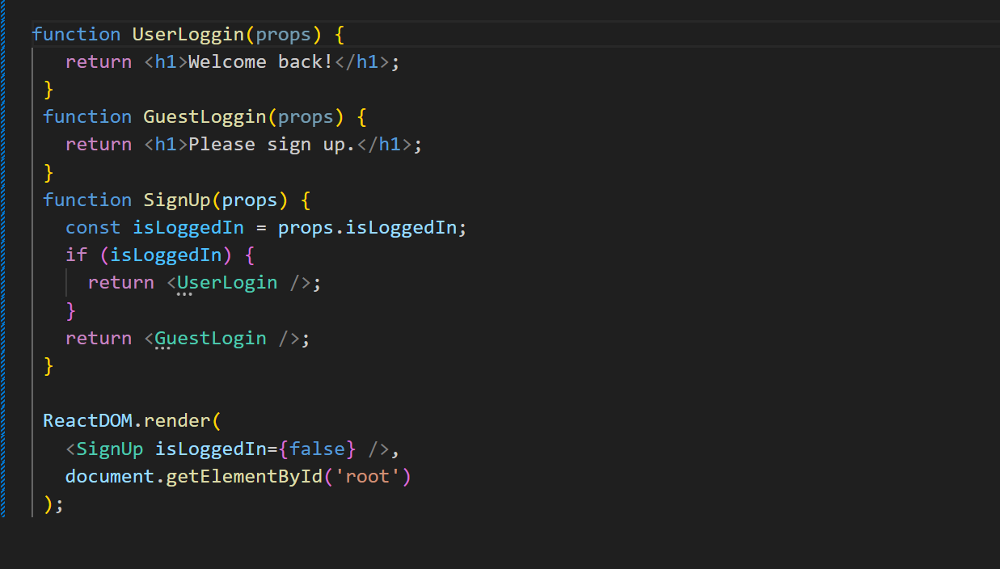 function UserLoggin(props) {
  return <h1>Welcome back!</h1>;
}
function GuestLoggin(props) {
  return <h1>Please sign up.</h1>;
}
function SignUp(props) {
  const isLoggedIn = props.isLoggedIn;
  if (isLoggedIn) {
    return <UserLogin />;
  }
  return <GuestLogin />;
}

ReactDOM.render(
  <SignUp isLoggedIn={false} />,
  document.getElementById('root')
);